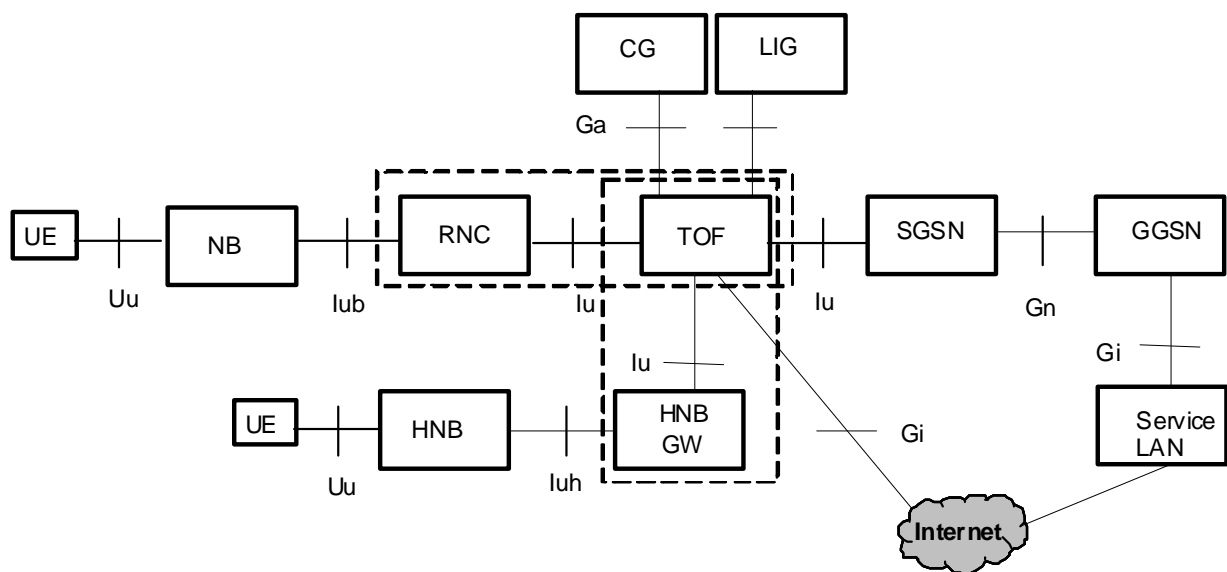 CG
LIG
Ga
UE
NB
RNC
TOF
SGSN
GGSN
Uu
Iub
Iu
Iu
Gn
Iu
Gi
UE
HNB
HNB
GW
Gi
Service
LAN
Uu
Iuh
Internet